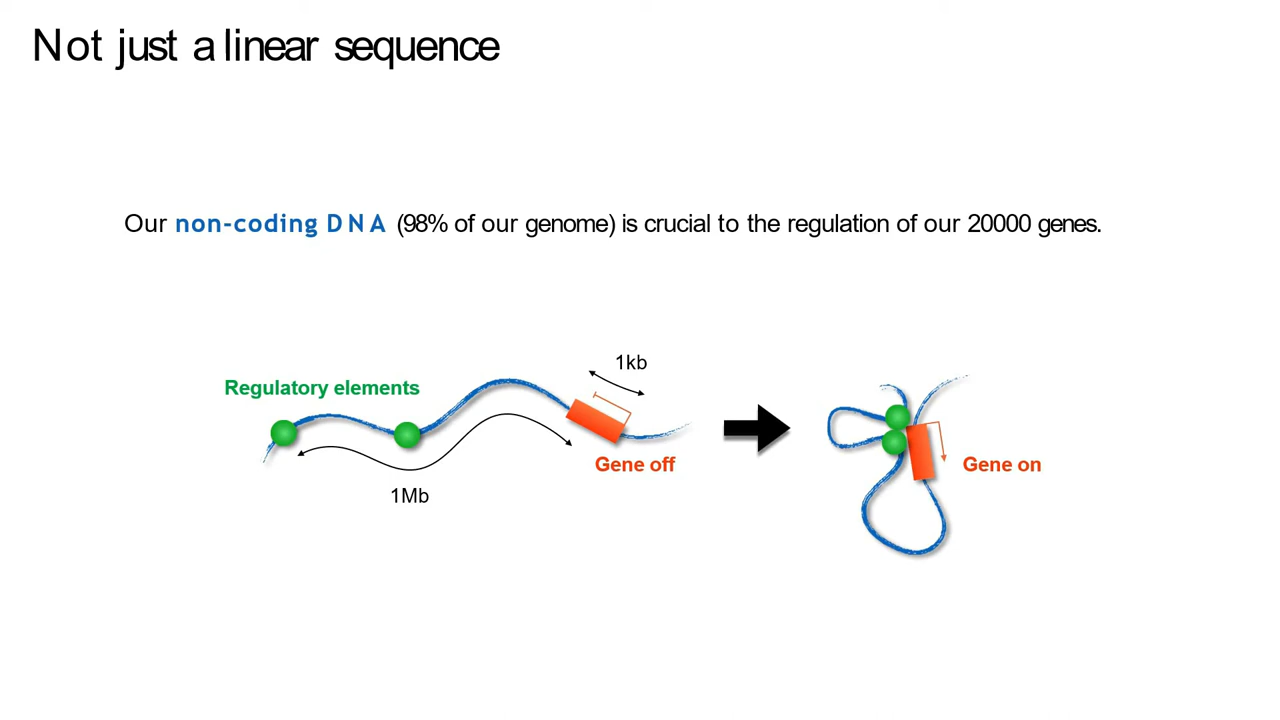 Not just a linear sequence
Our non-coding DNA (98% of our genome) is crucial to the regulation of our 20000 genes.
1kb
Regulatory elements
Gene off
Gene on
1Mb